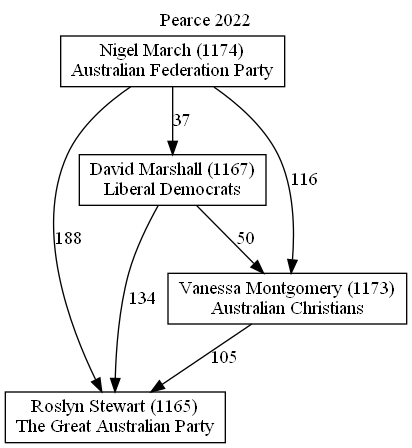 Pearce 2022
Nigel March (1174)
Australian Federation Party
37
David Marshall (1167)
Liberal Democrats
116
188
134
50
Vanessa Montgomery (1173)
Australian Christians
105
Roslyn Stewart (1165)
The Great Australian Party